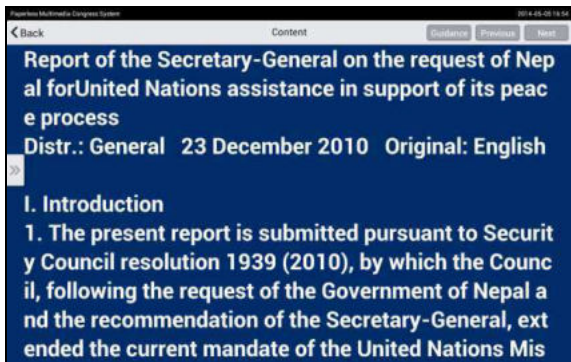 Paperless Multimedia Congress System 2014-05-05 16:54
Back Content Guidance Previous Next
Report of the Secretary-General on the request of Nep
al forUnited Nations assistance in support of its peac
e process
Distr.: General 23 December 2010 Original: English
I. Introduction
1. The present report is submitted pursuant to Securit
y Council resolution 1939 (2010), by which the Counc
il, following the request of the Government of Nepal a
nd the recommendation of the Secretary-General, ext
ended the current mandate of the United Nations Mis